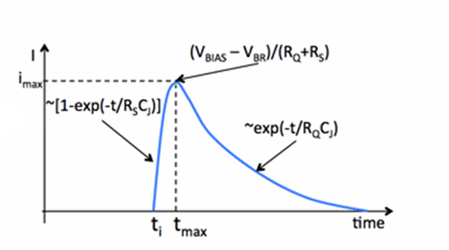 I
(V_BIAS – V_BR)/(R_Q+R_S)
i_max
~[1-exp(-t/R_SC_J)]
~exp(-t/R_QC_J)
t_i t_max time